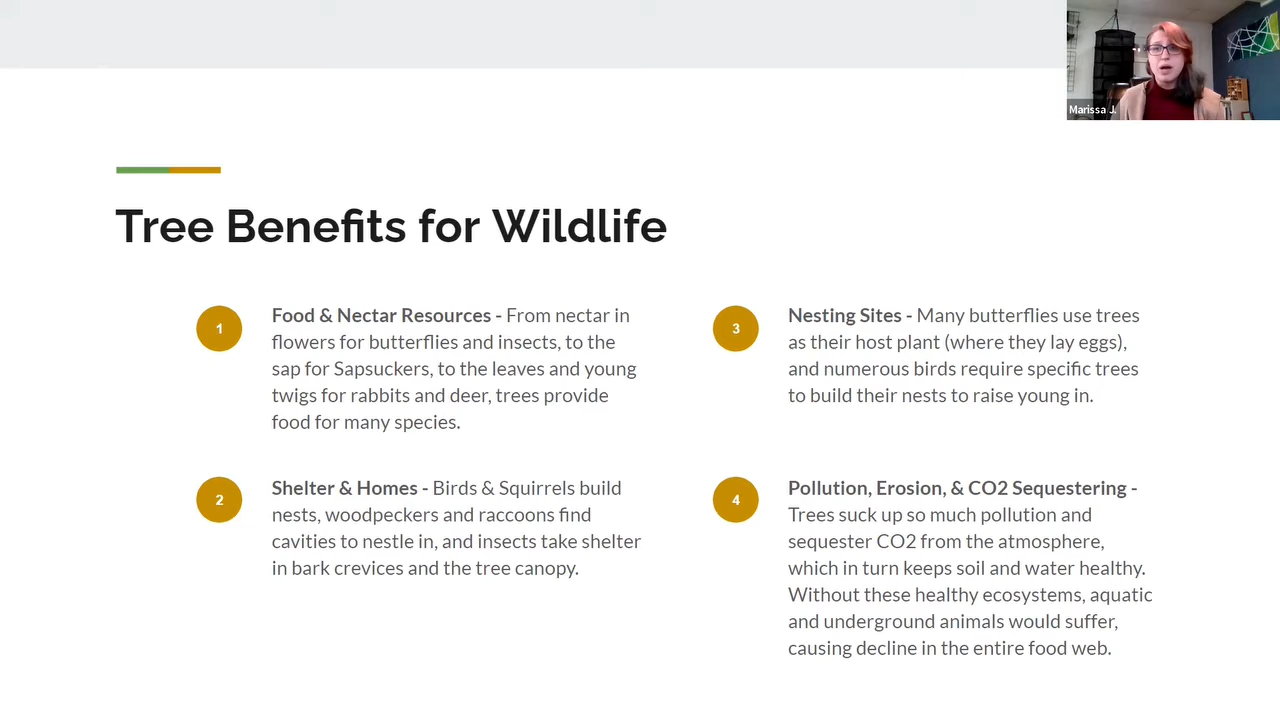 Marissa J.
Tree Benefits for Wildlife
1
Food & Nectar Resources - From nectar in
flowers for butterflies and insects, to the
sap for Sapsuckers, to the leaves and young
twigs for rabbits and deer, trees provide
food for many species.
2
Shelter & Homes - Birds & Squirrels build
nests, woodpeckers and raccoons find
cavities to nestle in, and insects take shelter
in bark crevices and the tree canopy.
3
Nesting Sites - Many butterflies use trees
as their host plant (where they lay eggs),
and numerous birds require specific trees
to build their nests to raise young in.
4
Pollution, Erosion, & CO2 Sequestering -
Trees suck up so much pollution and
sequester CO2 from the atmosphere,
which in turn keeps soil and water healthy.
Without these healthy ecosystems, aquatic
and underground animals would suffer,
causing decline in the entire food web.